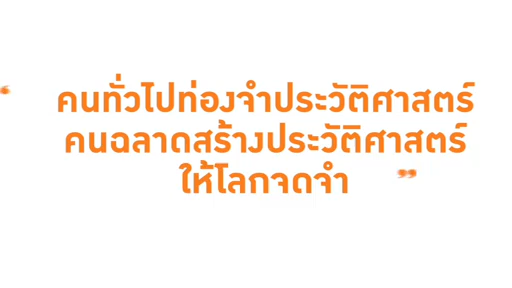 “ คนทั่วไปท่องจำประวัติศาสตร์
คนฉลาดสร้างประวัติศาสตร์
ให้โลกจดจำ ”